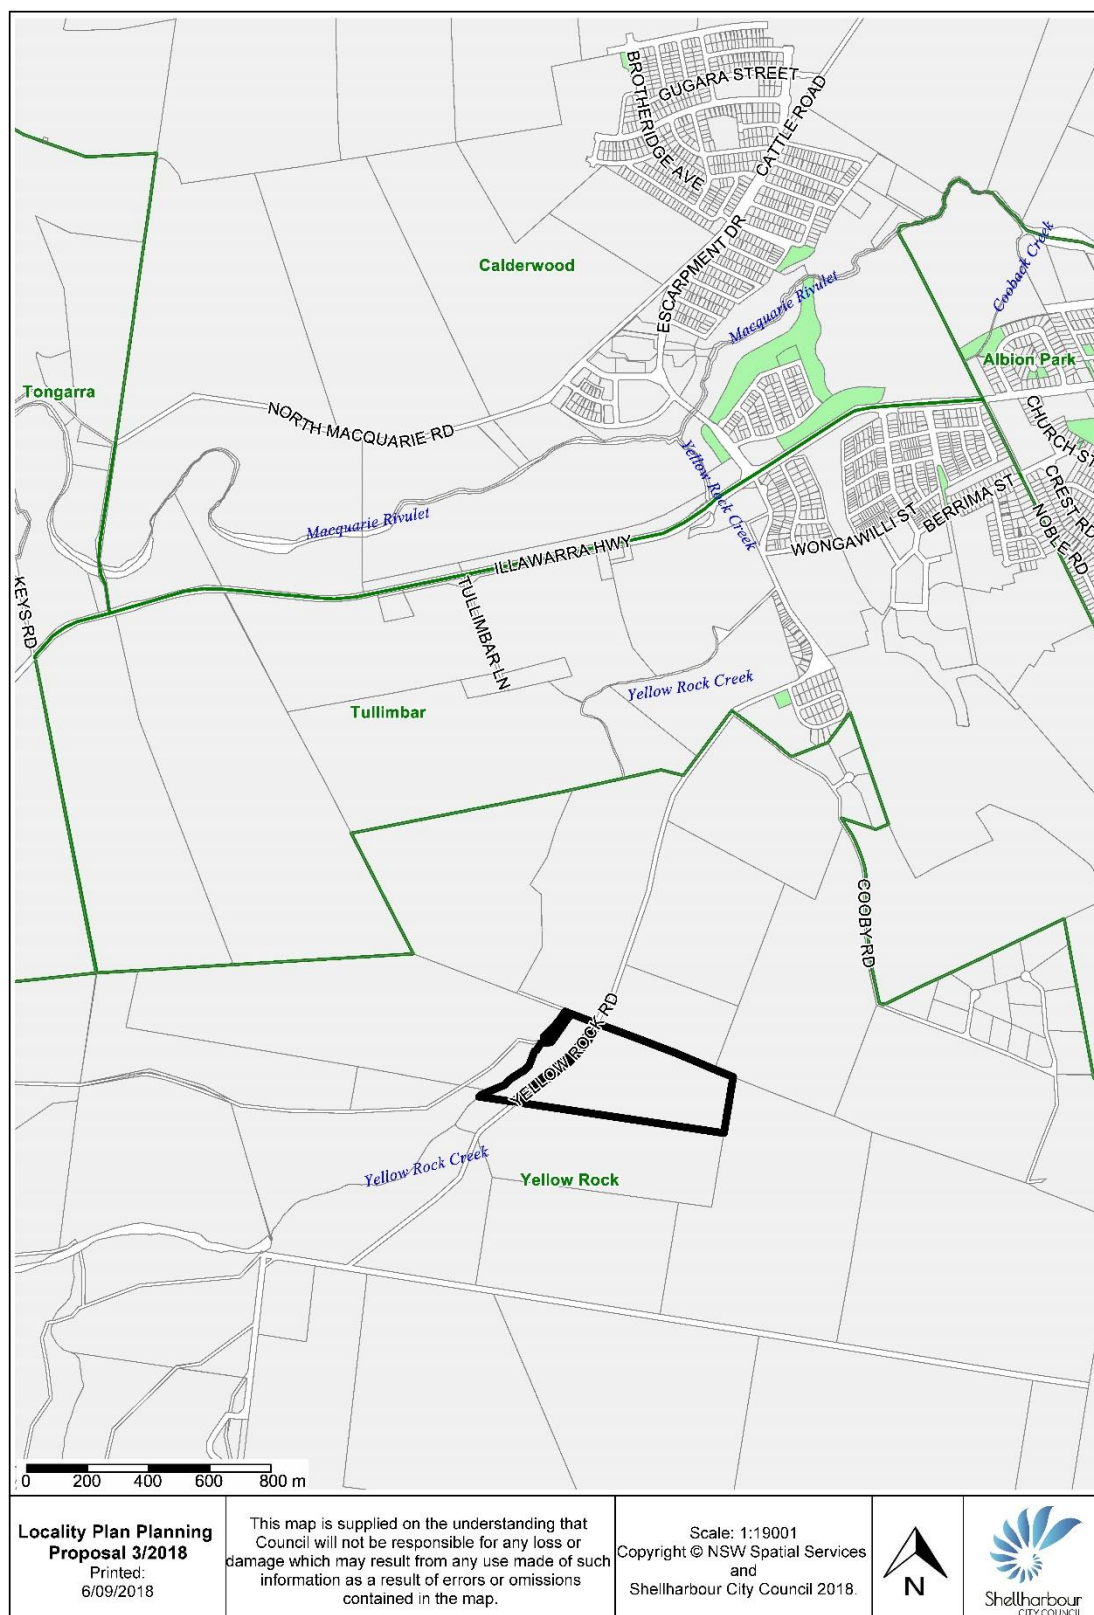 BROTHERIDGE AVE
GUGARA STREET
CATTLE ROAD
ESCARPMENT DR
Calderwood
Macquarie Rivulet
Cooback Creek
Albion Park
Tongarra
NORTH MACQUARIE RD
CHURCH ST
CREST RD
NOBLE RD
BERRIMA ST
WONGAWILLI ST
Yellow Rock Creek
Macquarie Rivulet
ILLAWARRA HWY
KEYS RD
TULLIMBAR LN
Yellow Rock Creek
Tullimbar
COOBY RD
YELLOW ROCK RD
Yellow Rock Creek
Yellow Rock
0 200 400 600 800 m
Locality Plan Planning
Proposal 3/2018
Printed:
6/09/2018
This map is supplied on the understanding that
Council will not be responsible for any loss or
damage which may result from any use made of such
information as a result of errors or omissions
contained in the map.
Scale: 1:19001
Copyright © NSW Spatial Services
and
Shellharbour City Council 2018.
N
Shellharbour
CITY COUNCIL